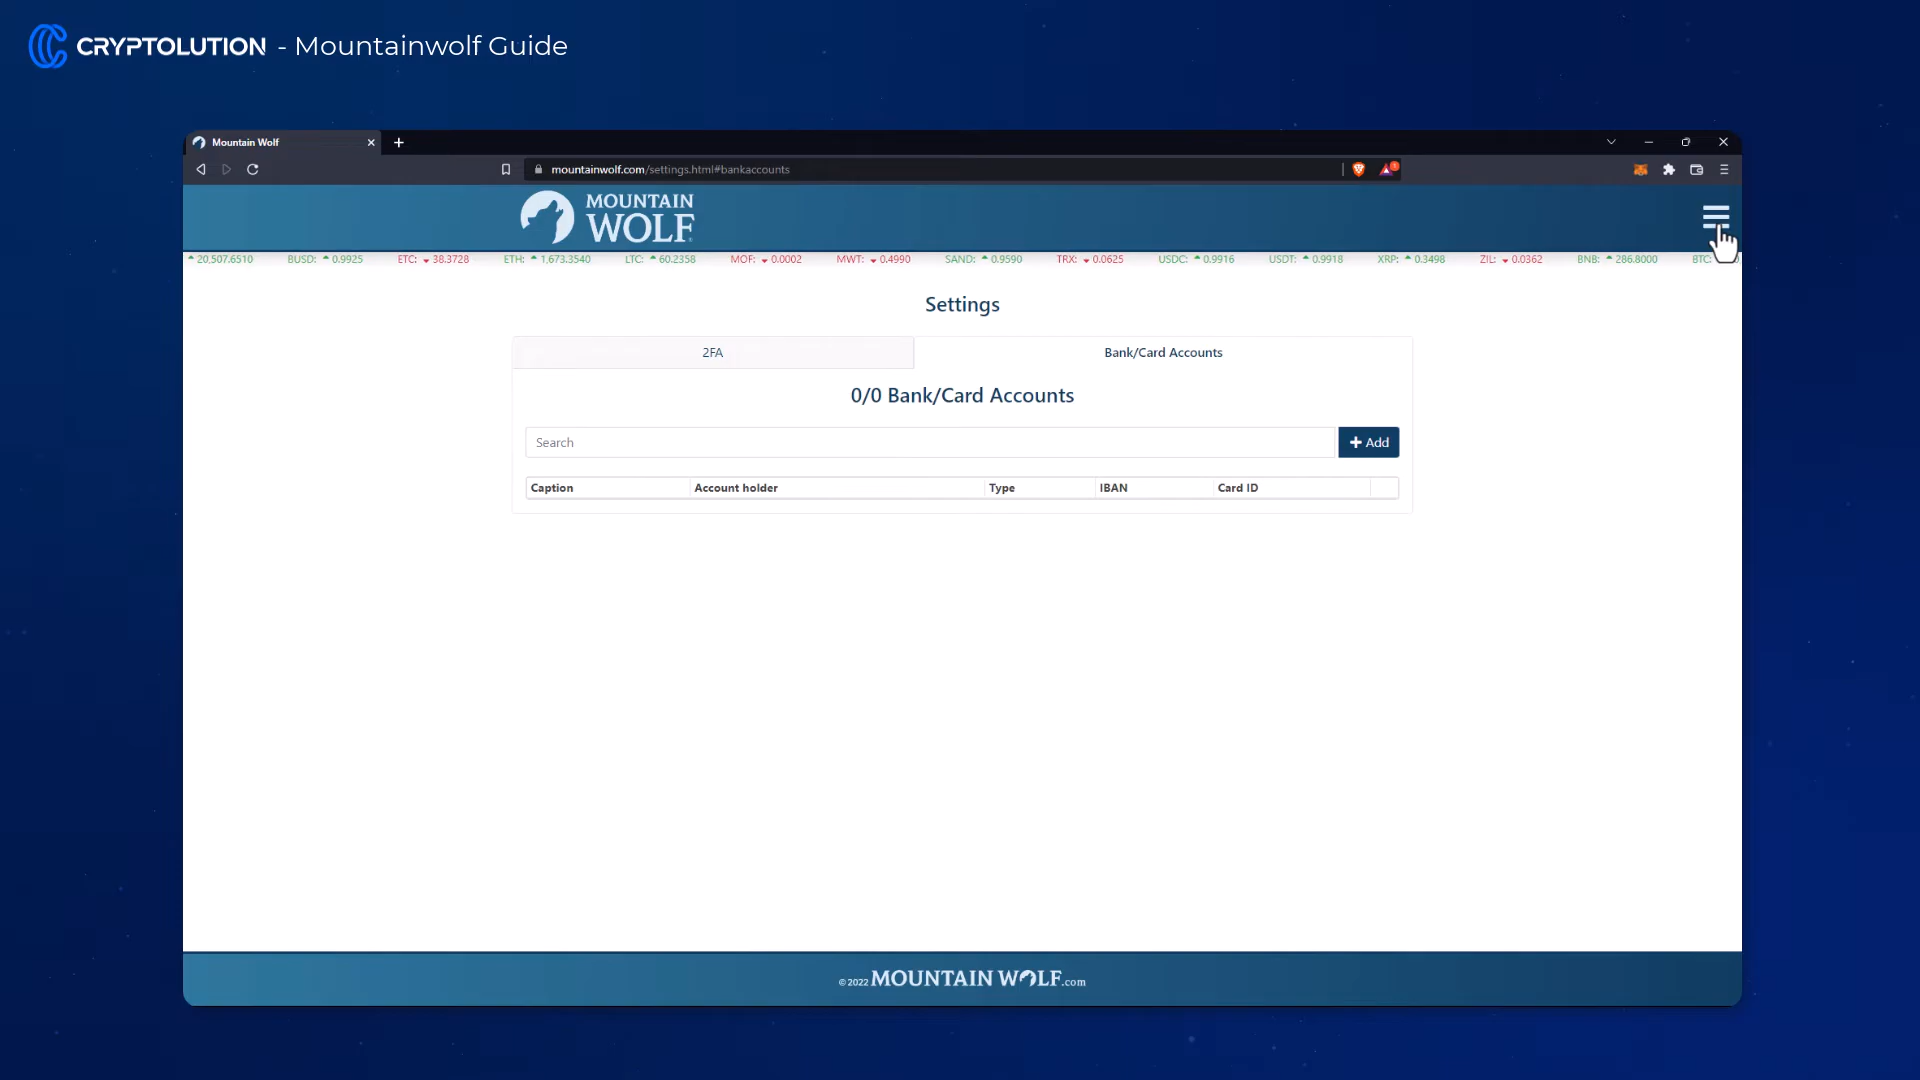 CRYPTOLUTION - Mountainwolf Guide
Mountain Wolf
mountainwolf.com/settings.html#bankaccounts
1
MOUNTAIN
WOLF
20,507.6510 BUSD: 0.9925 ETC: 38.3728 ETH: 1,673.3540 LTC: 60.2358 MOF: 0.0002 MWT: 0.4990 SAND: 0.9590 TRX: 0.0625 USDC: 0.9916 USDT: 0.9918 XRP: 0.3498 ZIL: 0.0362 BNB: 286.8000 BTC:
Settings
2FA Bank/Card Accounts
0/0 Bank/Card Accounts
Search + Add
Caption Account holder Type IBAN Card ID
©2022 MOUNTAIN WOLF.com